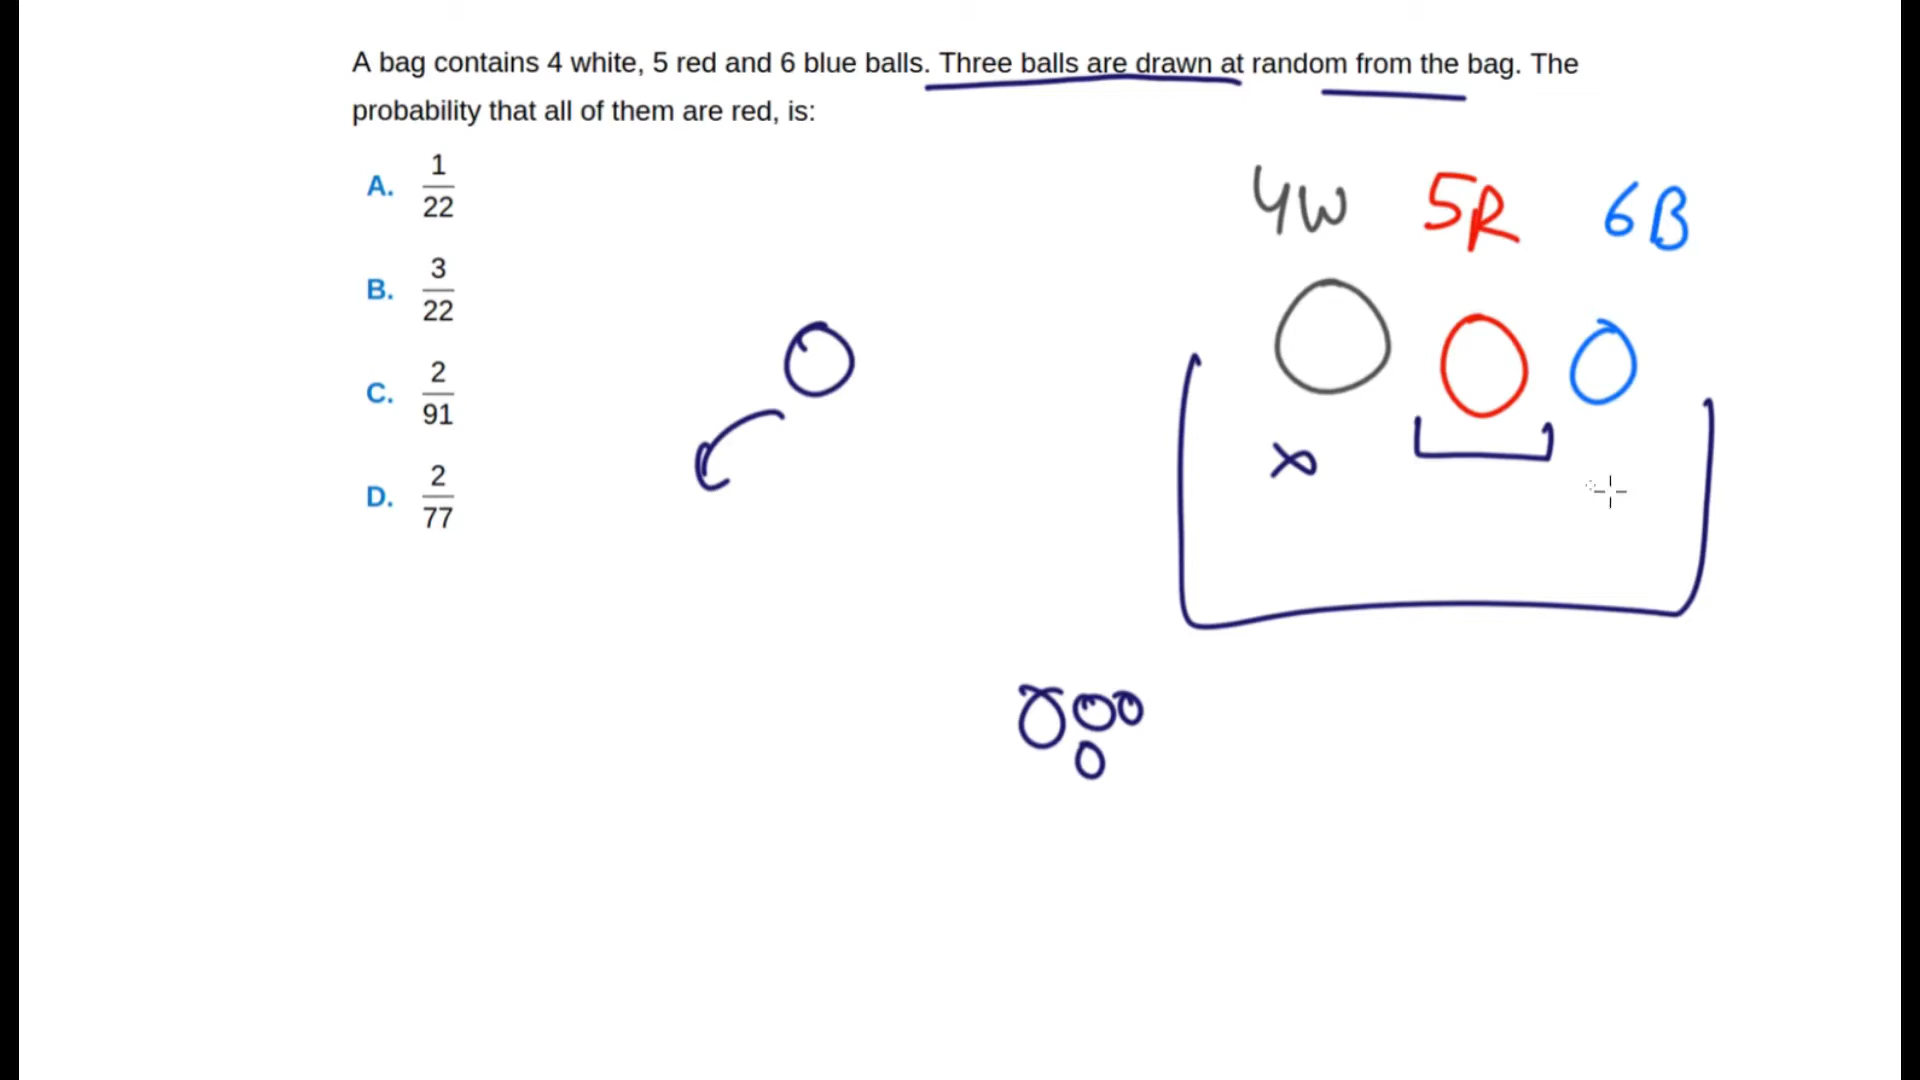 A bag contains 4 white, 5 red and 6 blue balls. Three balls are drawn at random from the bag. The
probability that all of them are red, is:
A. 1/22
B. 3/22
C. 2/91
D. 2/77
4W 5R 6B